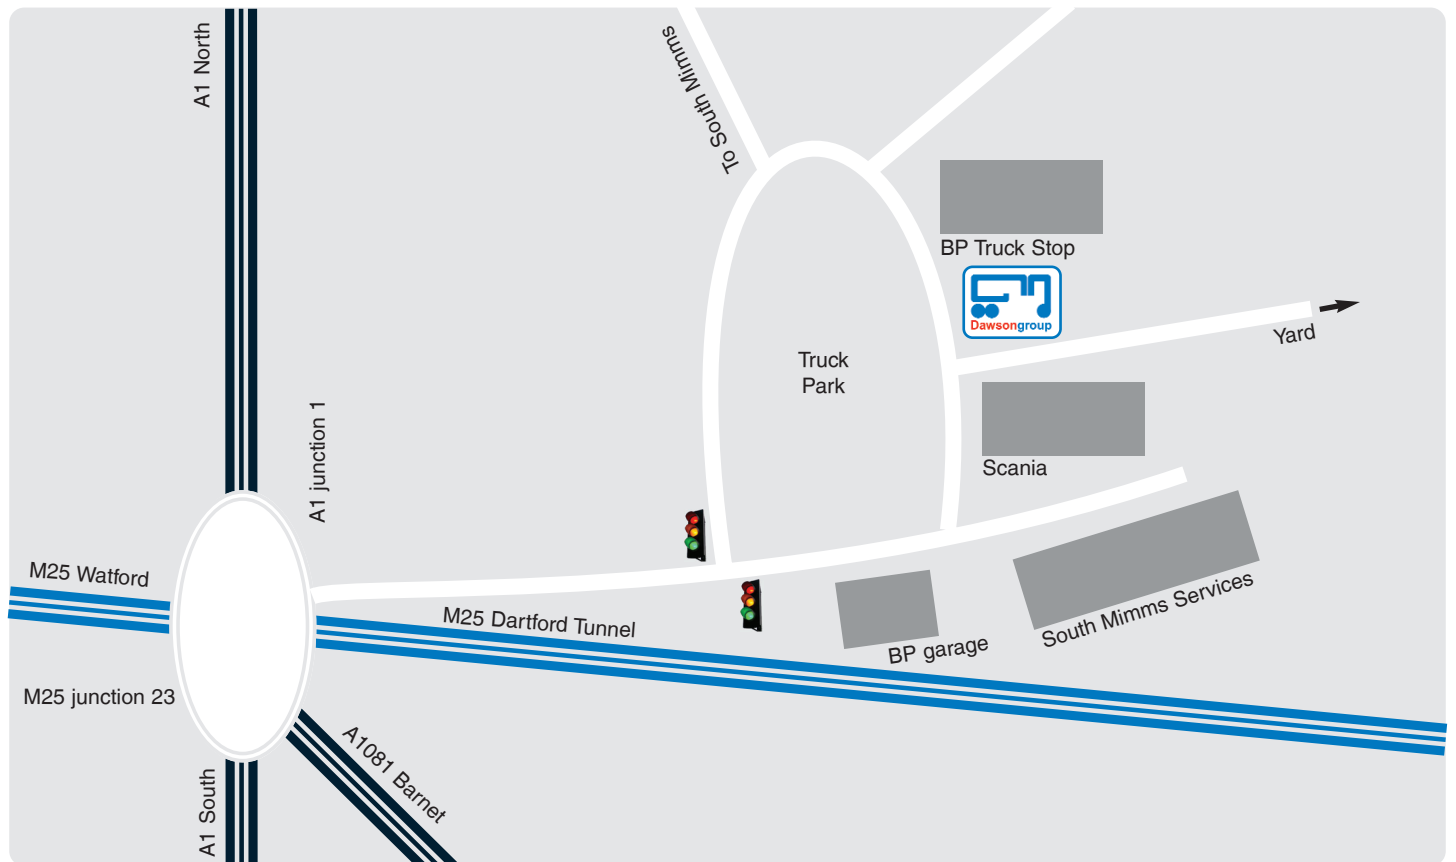 A1 North
To South Mimms
BP Truck Stop
Dawsongroup
Yard
Truck
Park
A1 junction 1
Scania
M25 Watford
M25 Dartford Tunnel
South Mimms Services
BP garage
M25 junction 23
A1081 Barnet
A1 South